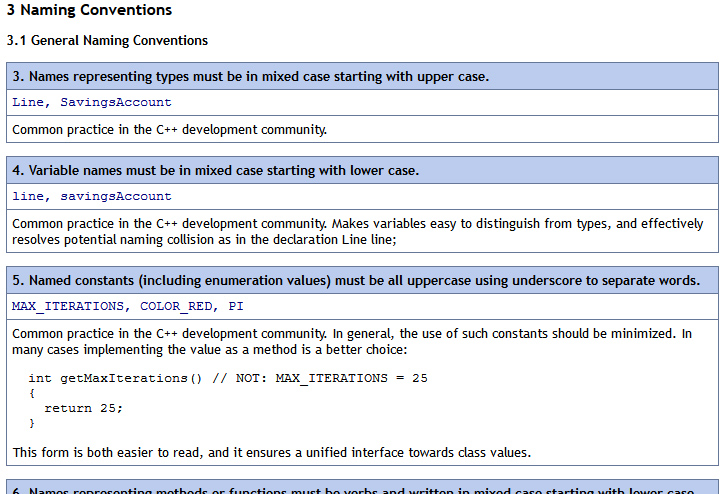 3 Naming Conventions
3.1 General Naming Conventions
3. Names representing types must be in mixed case starting with upper case.
Line, SavingsAccount
Common practice in the C++ development community.
4. Variable names must be in mixed case starting with lower case.
line, savingsAccount
Common practice in the C++ development community. Makes variables easy to distinguish from types, and effectively
resolves potential naming collision as in the declaration Line line;
5. Named constants (including enumeration values) must be all uppercase using underscore to separate words.
MAX_ITERATIONS, COLOR_RED, PI
Common practice in the C++ development community. In general, the use of such constants should be minimized. In
many cases implementing the value as a method is a better choice:
int getMaxIterations() // NOT: MAX_ITERATIONS = 25
{
return 25;
}
This form is both easier to read, and it ensures a unified interface towards class values.
6. Names representing methods or functions must be verbs and written in mixed case starting with lower case.